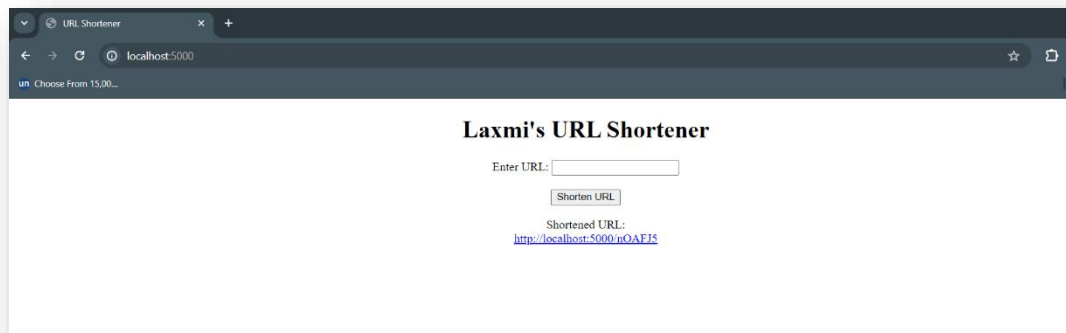 URL Shortener
localhost:5000
un Choose From 15,00...
Laxmi's URL Shortener
Enter URL:
Shorten URL
Shortened URL:
http://localhost:5000/nOAFJ5